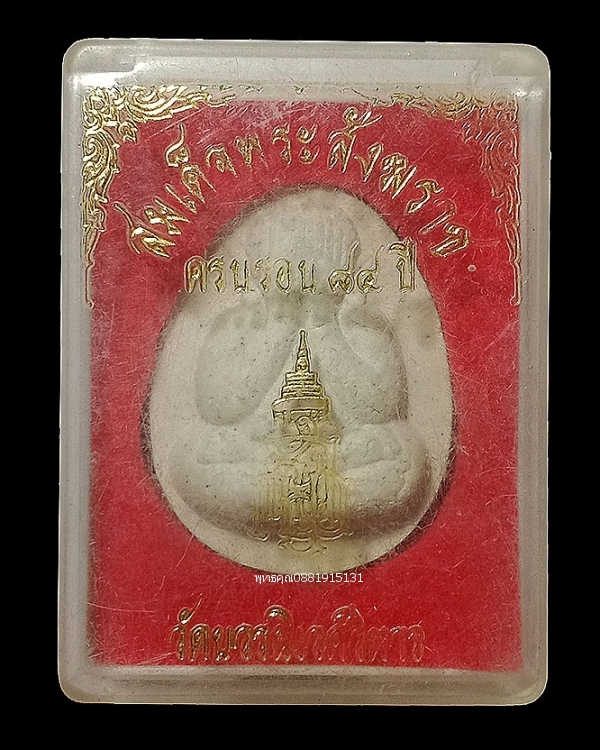 สมเด็จพระสังฆราช
ครบรอบ ๘๔ ปี
พุทธคุณ0881915131
วัดบวรนิเวศวิหาร